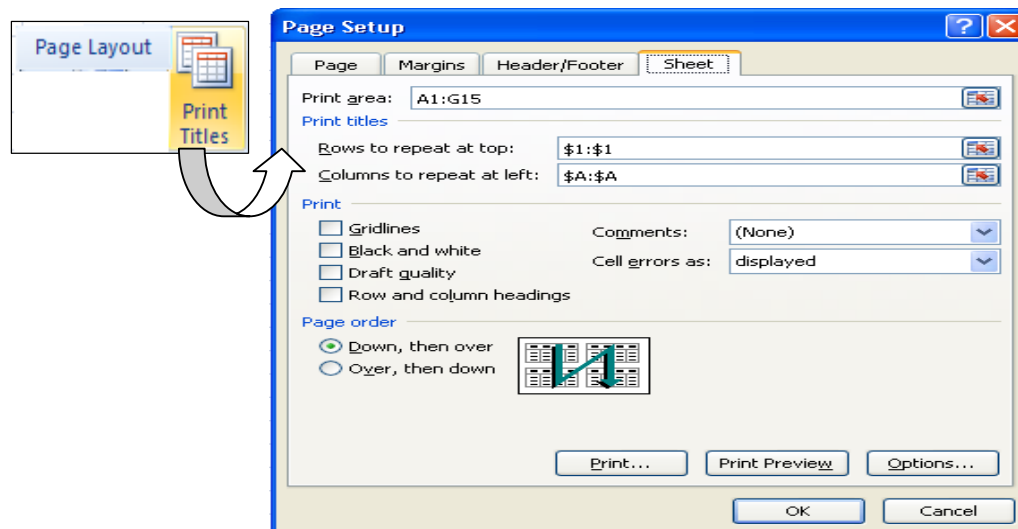 Page Layout
Print
Titles
Page Setup
Page
Margins
Header/Footer
Sheet
Print area: A1:G15
Print titles
Rows to repeat at top: $1:$1
Columns to repeat at left: $A:$A
Print
Gridlines
Black and white
Draft quality
Row and column headings
Comments: (None)
Cell errors as: displayed
Page order
Down, then over
Over, then down
Print...
Print Preview
Options...
OK
Cancel